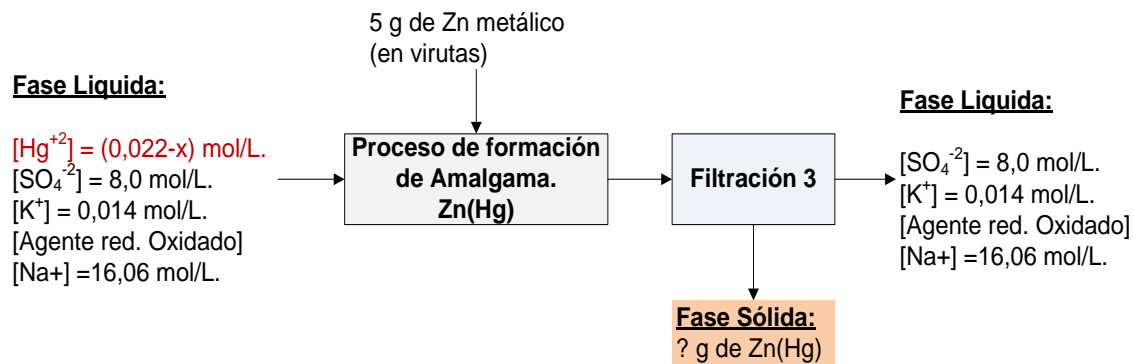 5 g de Zn metálico
(en virutas)
Fase Liquida:
[Hg+2] = (0,022-x) mol/L.
[SO4-2] = 8,0 mol/L.
[K+] = 0,014 mol/L.
[Agente red. Oxidado]
[Na+] =16,06 mol/L.
Proceso de formación
de Amalgama.
Zn(Hg)
Filtración 3
Fase Liquida:
[SO4-2] = 8,0 mol/L.
[K+] = 0,014 mol/L.
[Agente red. Oxidado]
[Na+] =16,06 mol/L.
Fase Sólida:
? g de Zn(Hg)